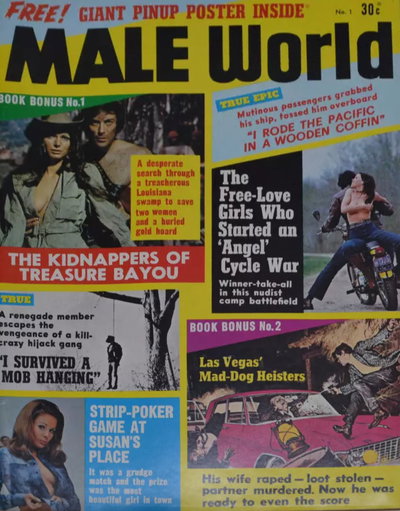 FREE! GIANT PINUP POSTER INSIDE
No. 1 30c
MALE World
BOOK BONUS No.1
A desperate
search through
a treacherous
Louisiana
swamp to save
two women
and a buried
gold hoard
THE KIDNAPPERS OF
TREASURE BAYOU
TRUE EPIC
Mutinous passengers grabbed
his ship, tossed him overboard
"I RODE THE PACIFIC
IN A WOODEN COFFIN"
The
Free-Love
Girls Who
Started an
'Angel'
Cycle War
Winner-take-all
in this nudist
camp battlefield
TRUE
A renegade member
escapes the
vengeance of a kill-
crazy hijack gang
"I SURVIVED A
MOB HANGING"
BOOK BONUS No.2
Las Vegas'
Mad-Dog Heisters
STRIP-POKER
GAME AT
SUSAN'S
PLACE
It was a grudge
match and the prize
was the most
beautiful girl in town
His wife raped — loot stolen —
partner murdered. Now he was
ready to even the score